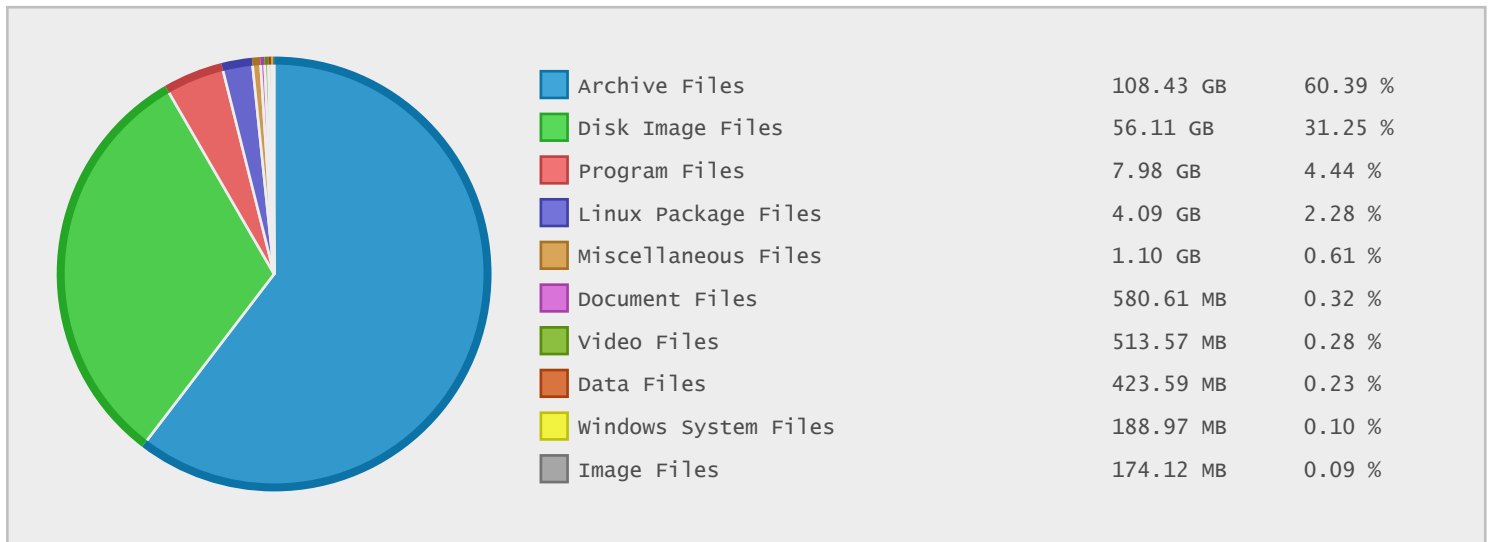 Archive Files 108.43 GB 60.39 %
Disk Image Files 56.11 GB 31.25 %
Program Files 7.98 GB 4.44 %
Linux Package Files 4.09 GB 2.28 %
Miscellaneous Files 1.10 GB 0.61 %
Document Files 580.61 MB 0.32 %
Video Files 513.57 MB 0.28 %
Data Files 423.59 MB 0.23 %
Windows System Files 188.97 MB 0.10 %
Image Files 174.12 MB 0.09 %